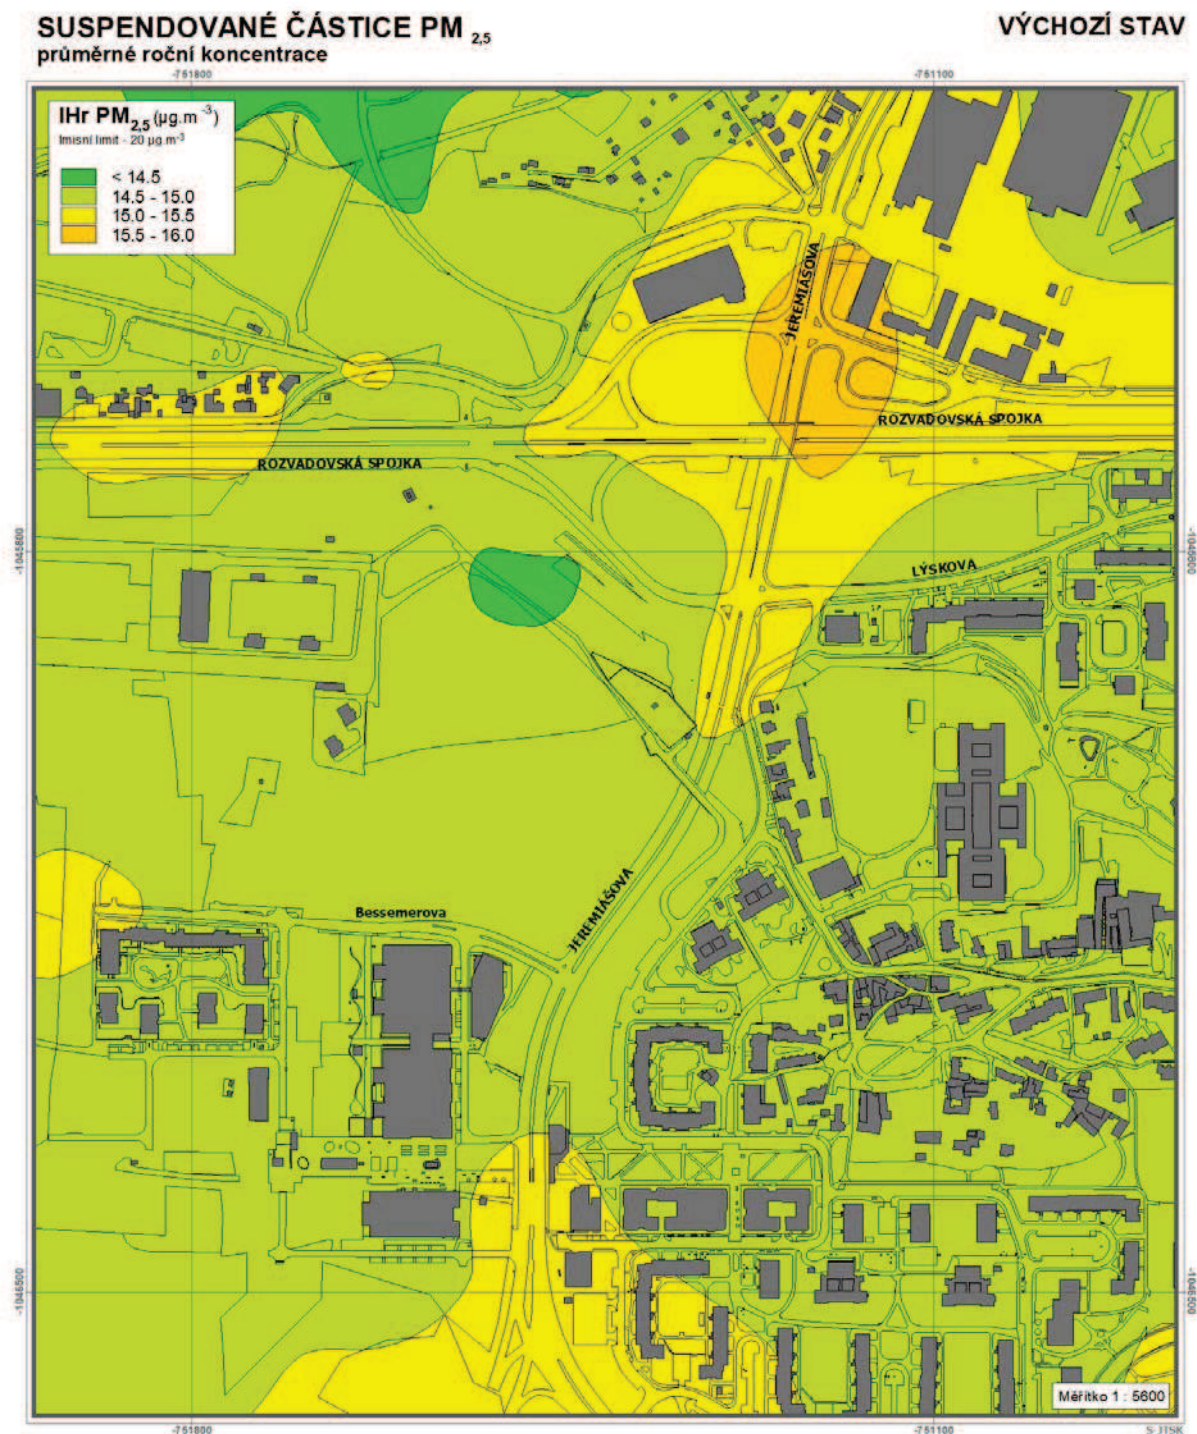 SUSPENDOVANÉ ČÁSTICE PM 2,5
VÝCHOZÍ STAV
průměrné roční koncentrace
-751800
-751100
IHr PM2,5 (µg.m-3)
Imisní limit - 20 µg.m-3
< 14.5
14.5 - 15.0
15.0 - 15.5
15.5 - 16.0
JEREMIÁŠOVA
ROZVADOVSKÁ SPOJKA
ROZVADOVSKÁ SPOJKA
-1045800
-1045800
LÝSKOVA
JEREMIÁŠOVA
Bessemerova
-1046500
-1046500
Měřítko 1 : 5600
-751800
-751100
S-JTSK